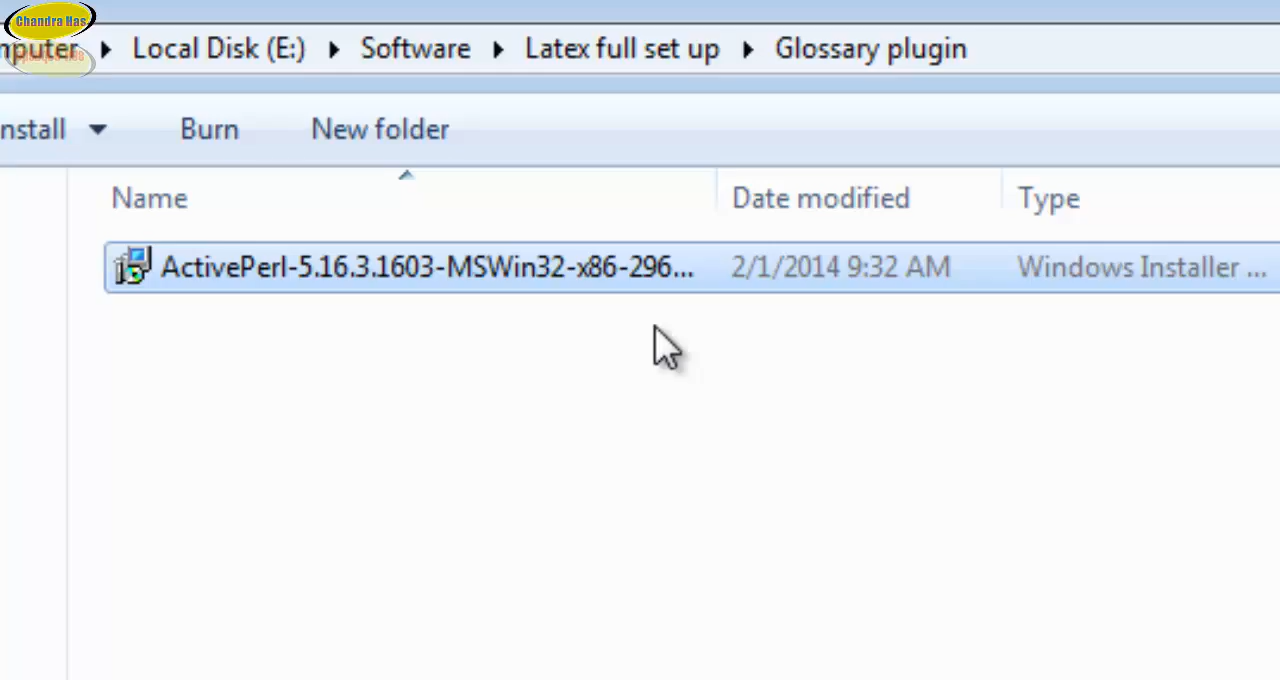 Chandra Has
mputer ▸ Local Disk (E:) ▸ Software ▸ Latex full set up ▸ Glossary plugin
nstall Burn New folder
Name Date modified Type
ActivePerl-5.16.3.1603-MSWin32-x86-296... 2/1/2014 9:32 AM Windows Installer ...